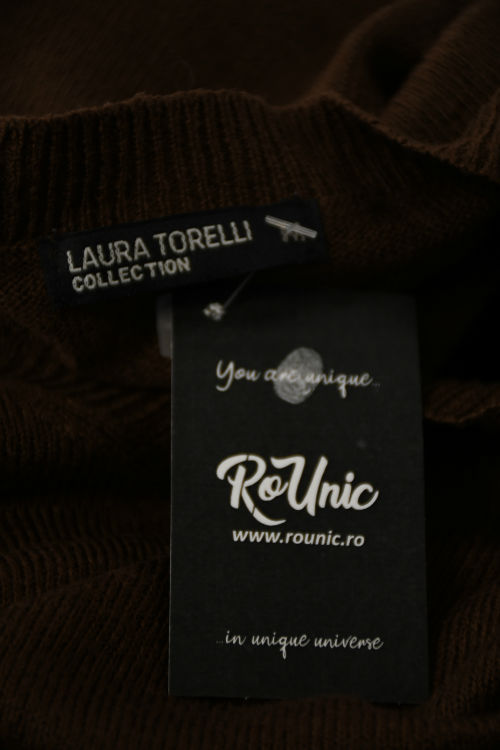 LAURA TORELLI
COLLECTION
You are unique...
RoUnic
www.rounic.ro
...in unique universe